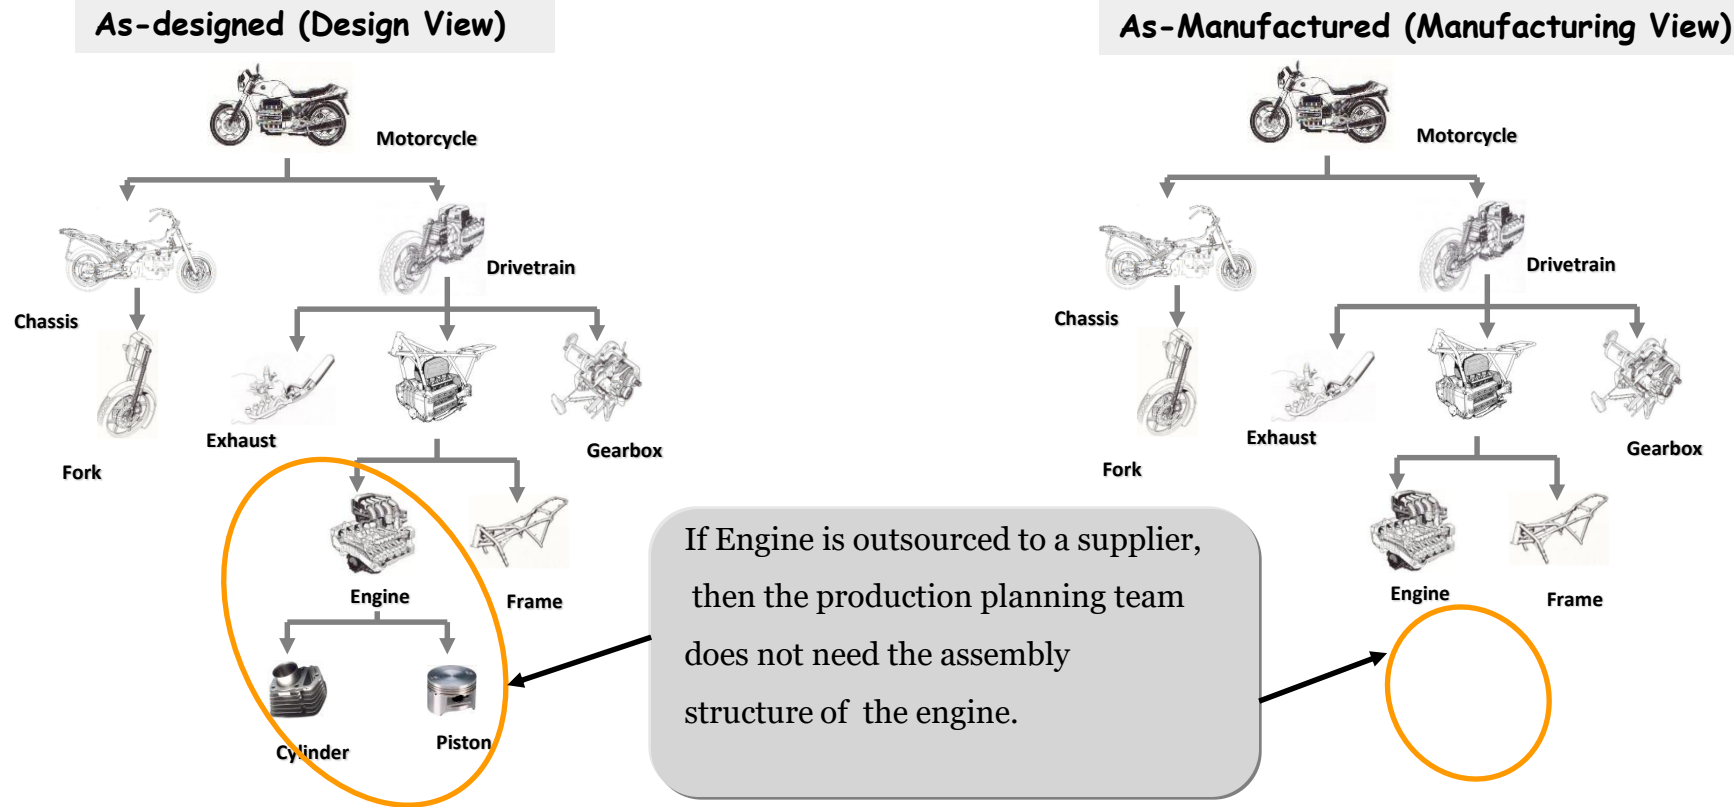 As-designed (Design View)
Motorcycle
Drivetrain
Chassis
Exhaust
Gearbox
Fork
Engine
Frame
Cylinder
Piston
If Engine is outsourced to a supplier,
then the production planning team
does not need the assembly
structure of the engine.
As-Manufactured (Manufacturing View)
Motorcycle
Drivetrain
Chassis
Exhaust
Gearbox
Fork
Engine
Frame